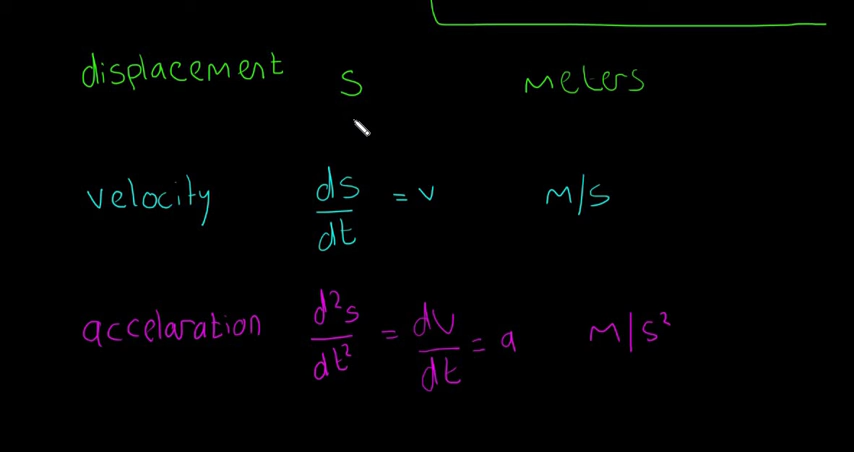 displacement s meters
velocity ds/dt = v m/s
accelaration d²s/dt² = dv/dt = a m/s²